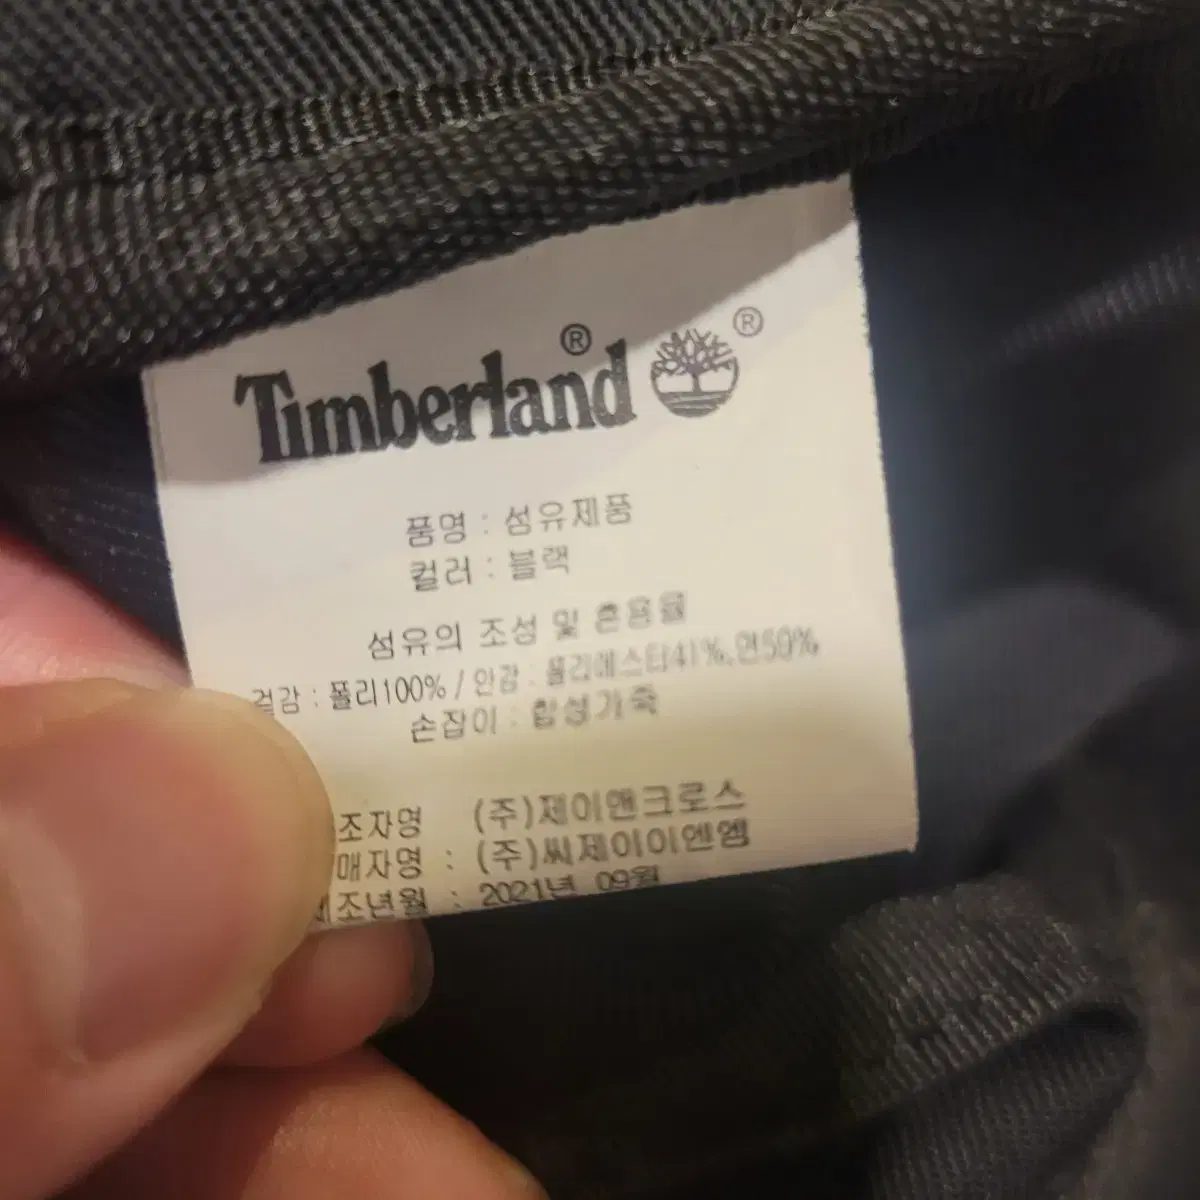 Timberland® ®
품명 : 섬유제품
컬러 : 블랙
섬유의 조성 및 혼용율
겉감 : 폴리100% / 안감 : 폴리에스터41%,면50%
손잡이 : 합성가죽
조자명 (주)제이앤크로스
매자명 : (주)씨제이이엔엠
제조년월 : 2021년 09월